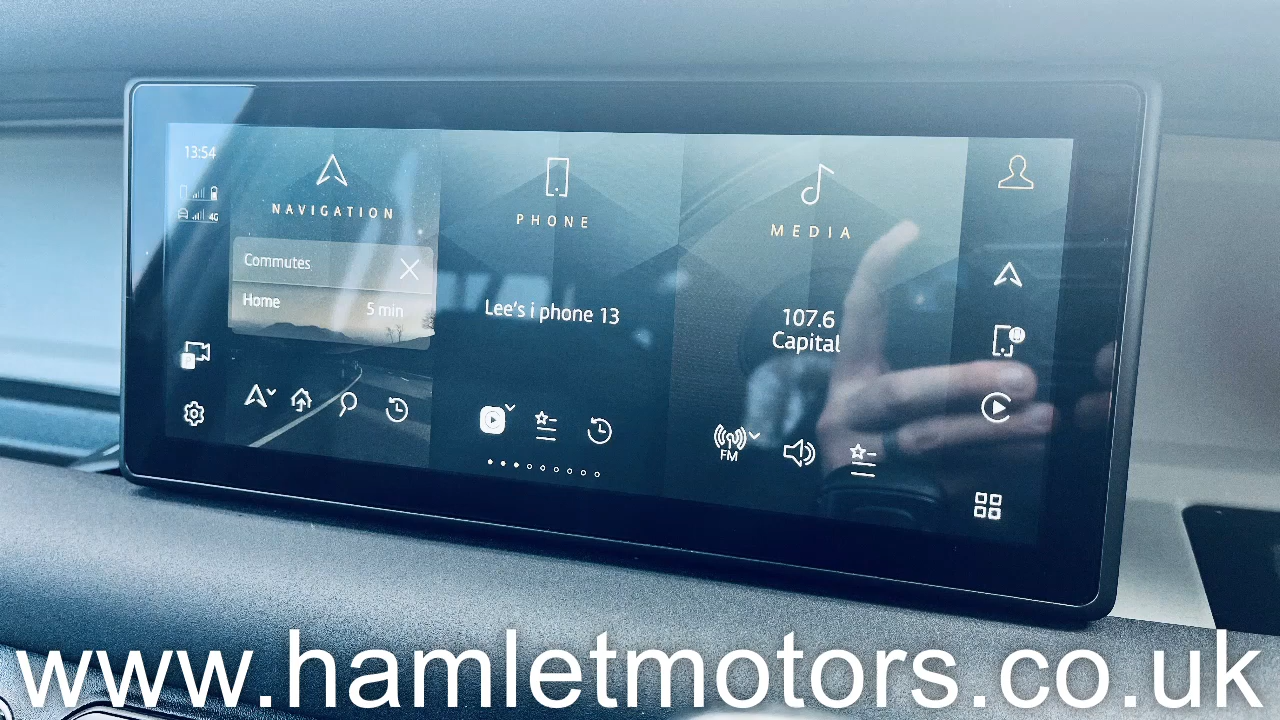 13:54
4G
NAVIGATION
Commutes
Home
5 min
PHONE
Lee's i phone 13
MEDIA
107.6
Capital
FM
P
www.hamletmotors.co.uk